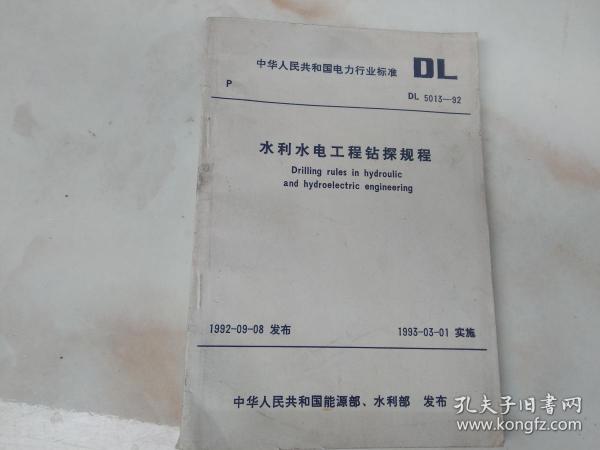 中华人民共和国电力行业标准 DL
P
DL 5013—92
水利水电工程钻探规程
Drilling rules in hydroulic
and hydroelectric engineering
1992-09-08 发布
1993-03-01 实施
中华人民共和国能源部、水利部 发布
孔夫子旧书网
www.kongfz.com